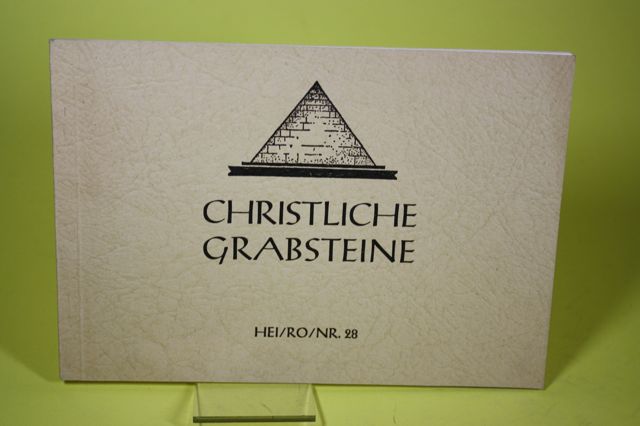 CHRISTLICHE
GRABSTEINE
HEI/RO/NR. 28